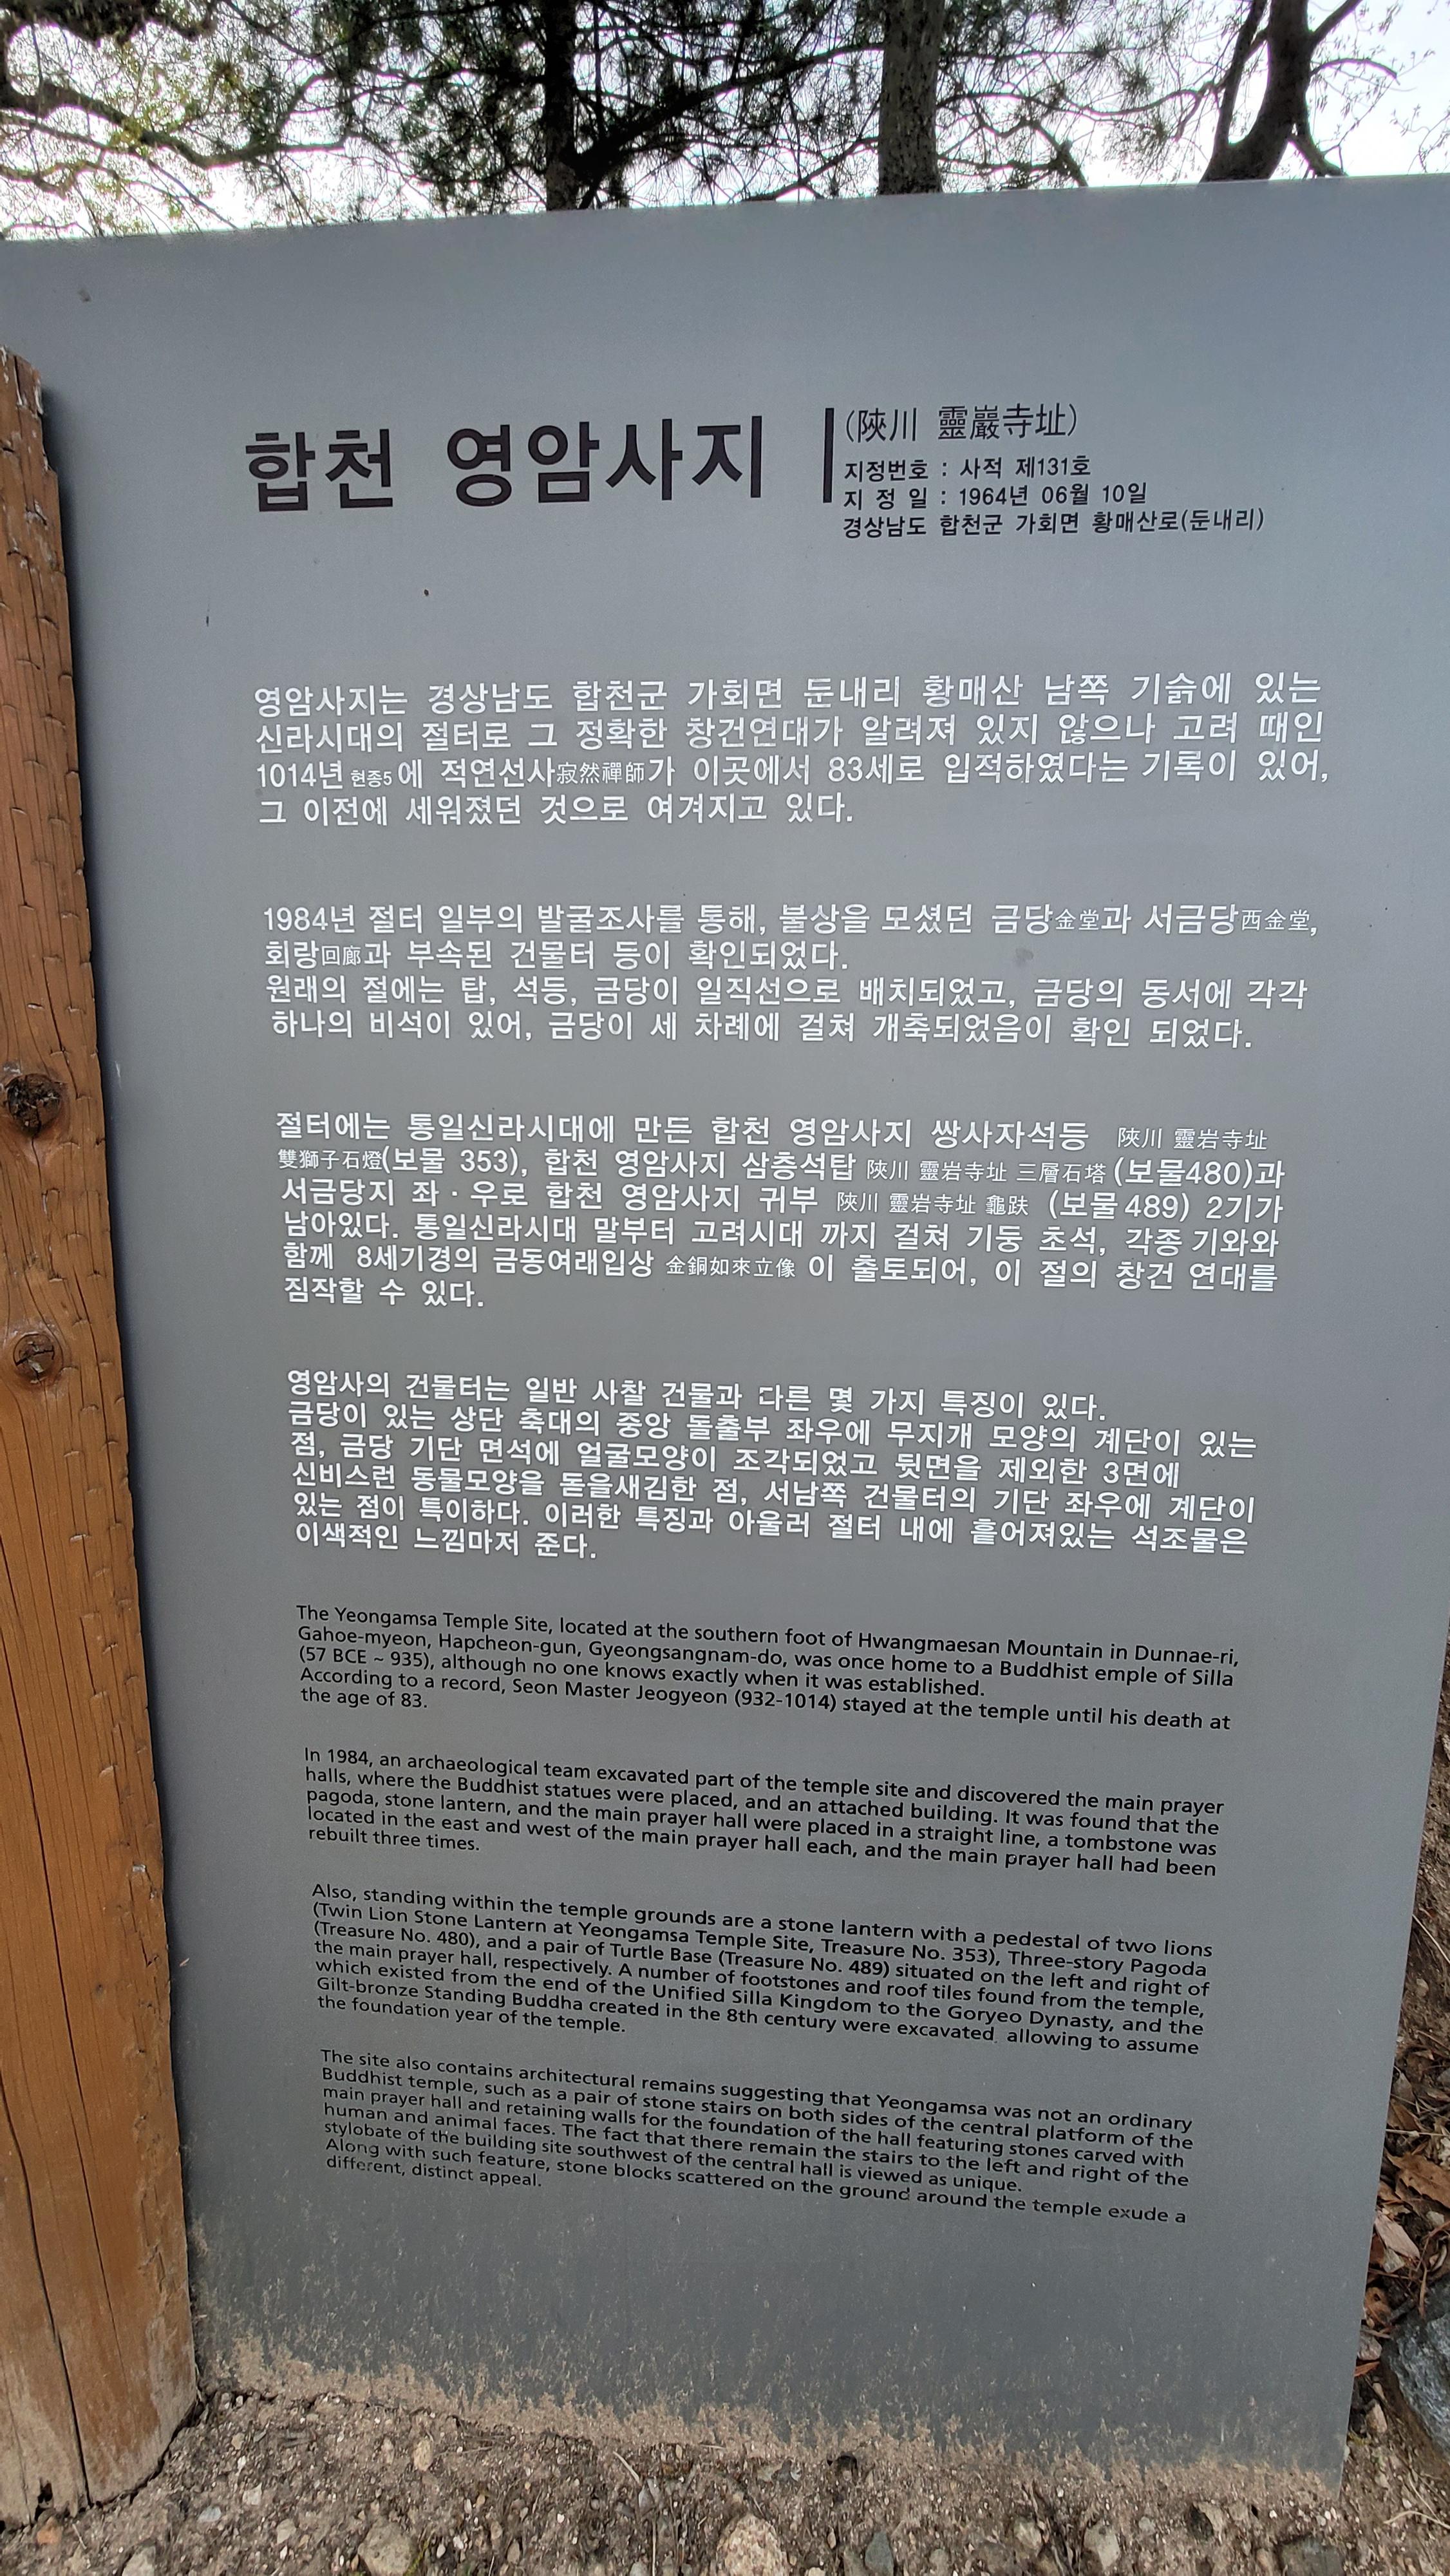 합천 영암사지
(陜川 靈巖寺址)
지정번호 : 사적 제131호
지 정 일 : 1964년 06월 10일
경상남도 합천군 가회면 황매산로(둔내리)
영암사지는 경상남도 합천군 가회면 둔내리 황매산 남쪽 기슭에 있는
신라시대의 절터로 그 정확한 창건연대가 알려져 있지 않으나 고려 때인
1014년 현종5에 적연선사寂然禪師가 이곳에서 83세로 입적하였다는 기록이 있어,
그 이전에 세워졌던 것으로 여겨지고 있다.
1984년 절터 일부의 발굴조사를 통해, 불상을 모셨던 금당金堂과 서금당西金堂,
회랑回廊과 부속된 건물터 등이 확인되었다.
원래의 절에는 탑, 석등, 금당이 일직선으로 배치되었고, 금당의 동서에 각각
하나의 비석이 있어, 금당이 세 차례에 걸쳐 개축되었음이 확인 되었다.
절터에는 통일신라시대에 만든 합천 영암사지 쌍사자석등 陜川 靈岩寺址
雙獅子石燈(보물 353), 합천 영암사지 삼층석탑 陜川 靈岩寺址 三層石塔 (보물480)과
서금당지 좌 · 우로 합천 영암사지 귀부 陜川 靈岩寺址 龜趺 (보물 489) 2기가
남아있다. 통일신라시대 말부터 고려시대 까지 걸쳐 기둥 초석, 각종 기와와
함께 8세기경의 금동여래입상 金銅如來立像 이 출토되어, 이 절의 창건 연대를
짐작할 수 있다.
영암사의 건물터는 일반 사찰 건물과 다른 몇 가지 특징이 있다.
금당이 있는 상단 축대의 중앙 돌출부 좌우에 무지개 모양의 계단이 있는
점, 금당 기단 면석에 얼굴모양이 조각되었고 뒷면을 제외한 3면에
신비스런 동물모양을 돋을새김한 점, 서남쪽 건물터의 기단 좌우에 계단이
있는 점이 특이하다. 이러한 특징과 아울러 절터 내에 흩어져있는 석조물은
이색적인 느낌마저 준다.
The Yeongamsa Temple Site, located at the southern foot of Hwangmaesan Mountain in Dunnae-ri,
Gahoe-myeon, Hapcheon-gun, Gyeongsangnam-do, was once home to a Buddhist emple of Silla
(57 BCE ~ 935), although no one knows exactly when it was established.
According to a record, Seon Master Jeogyeon (932-1014) stayed at the temple until his death at
the age of 83.
In 1984, an archaeological team excavated part of the temple site and discovered the main prayer
halls, where the Buddhist statues were placed, and an attached building. It was found that the
pagoda, stone lantern, and the main prayer hall were placed in a straight line, a tombstone was
located in the east and west of the main prayer hall each, and the main prayer hall had been
rebuilt three times.
Also, standing within the temple grounds are a stone lantern with a pedestal of two lions
(Twin Lion Stone Lantern at Yeongamsa Temple Site, Treasure No. 353), Three-story Pagoda
(Treasure No. 480), and a pair of Turtle Base (Treasure No. 489) situated on the left and right of
the main prayer hall, respectively. A number of footstones and roof tiles found from the temple,
which existed from the end of the Unified Silla Kingdom to the Goryeo Dynasty, and the
Gilt-bronze Standing Buddha created in the 8th century were excavated, allowing to assume
the foundation year of the temple.
The site also contains architectural remains suggesting that Yeongamsa was not an ordinary
Buddhist temple, such as a pair of stone stairs on both sides of the central platform of the
main prayer hall and retaining walls for the foundation of the hall featuring stones carved with
human and animal faces. The fact that there remain the stairs to the left and right of the
stylobate of the building site southwest of the central hall is viewed as unique.
Along with such feature, stone blocks scattered on the ground around the temple exude a
different, distinct appeal.